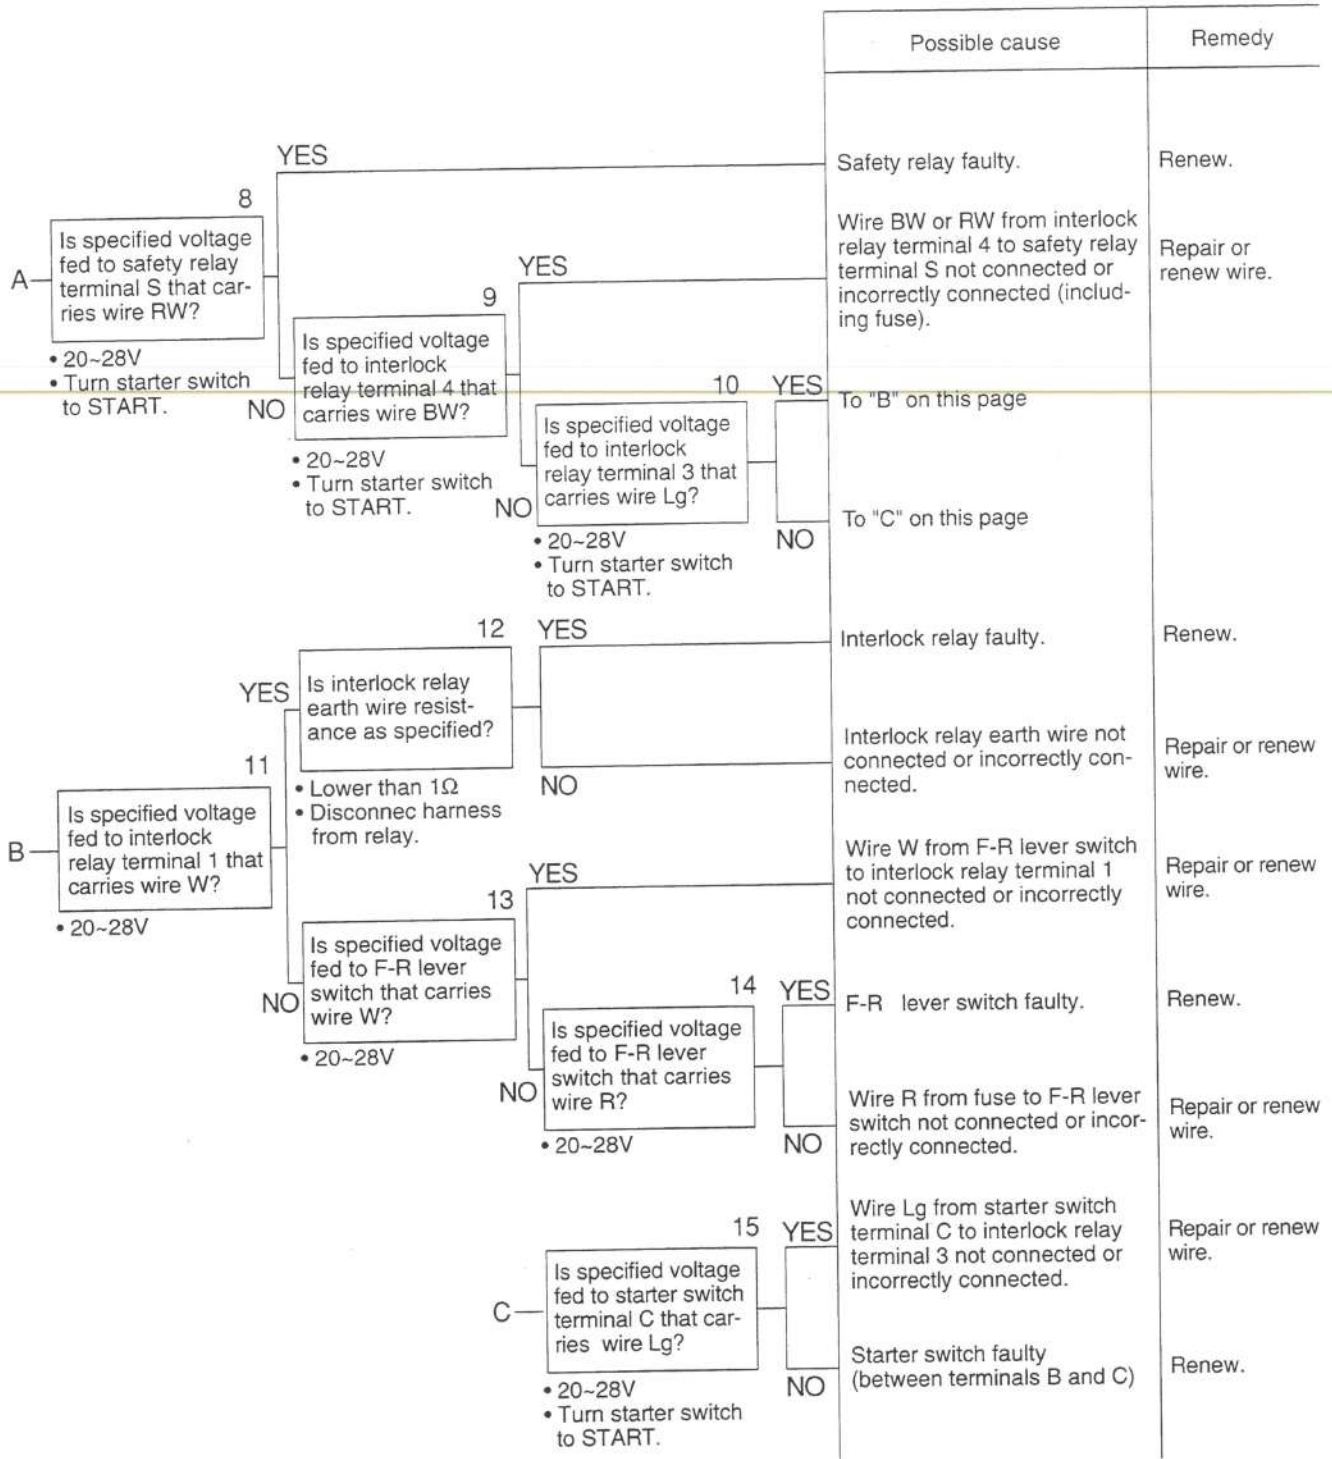 Possible cause
Remedy
YES
Safety relay faulty.
Renew.
8
A
Is specified voltage
fed to safety relay
terminal S that car-
ries wire RW?
• 20~28V
• Turn starter switch
to START.
YES
Wire BW or RW from interlock
relay terminal 4 to safety relay
terminal S not connected or
incorrectly connected (includ-
ing fuse).
Repair or
renew wire.
9
NO
Is specified voltage
fed to interlock
relay terminal 4 that
carries wire BW?
• 20~28V
• Turn starter switch
to START.
10
YES
To "B" on this page
NO
Is specified voltage
fed to interlock
relay terminal 3 that
carries wire Lg?
• 20~28V
• Turn starter switch
to START.
NO
To "C" on this page
12
YES
Interlock relay faulty.
Renew.
YES
Is interlock relay
earth wire resist-
ance as specified?
• Lower than 1Ω
• Disconnec harness
from relay.
NO
Interlock relay earth wire not
connected or incorrectly con-
nected.
Repair or renew
wire.
11
B
Is specified voltage
fed to interlock
relay terminal 1 that
carries wire W?
• 20~28V
YES
Wire W from F-R lever switch
to interlock relay terminal 1
not connected or incorrectly
connected.
Repair or renew
wire.
13
NO
Is specified voltage
fed to F-R lever
switch that carries
wire W?
• 20~28V
14
YES
F-R lever switch faulty.
Renew.
NO
Is specified voltage
fed to F-R lever
switch that carries
wire R?
• 20~28V
NO
Wire R from fuse to F-R lever
switch not connected or incor-
rectly connected.
Repair or renew
wire.
15
YES
Wire Lg from starter switch
terminal C to interlock relay
terminal 3 not connected or
incorrectly connected.
Repair or renew
wire.
C
Is specified voltage
fed to starter switch
terminal C that car-
ries wire Lg?
• 20~28V
• Turn starter switch
to START.
NO
Starter switch faulty
(between terminals B and C)
Renew.